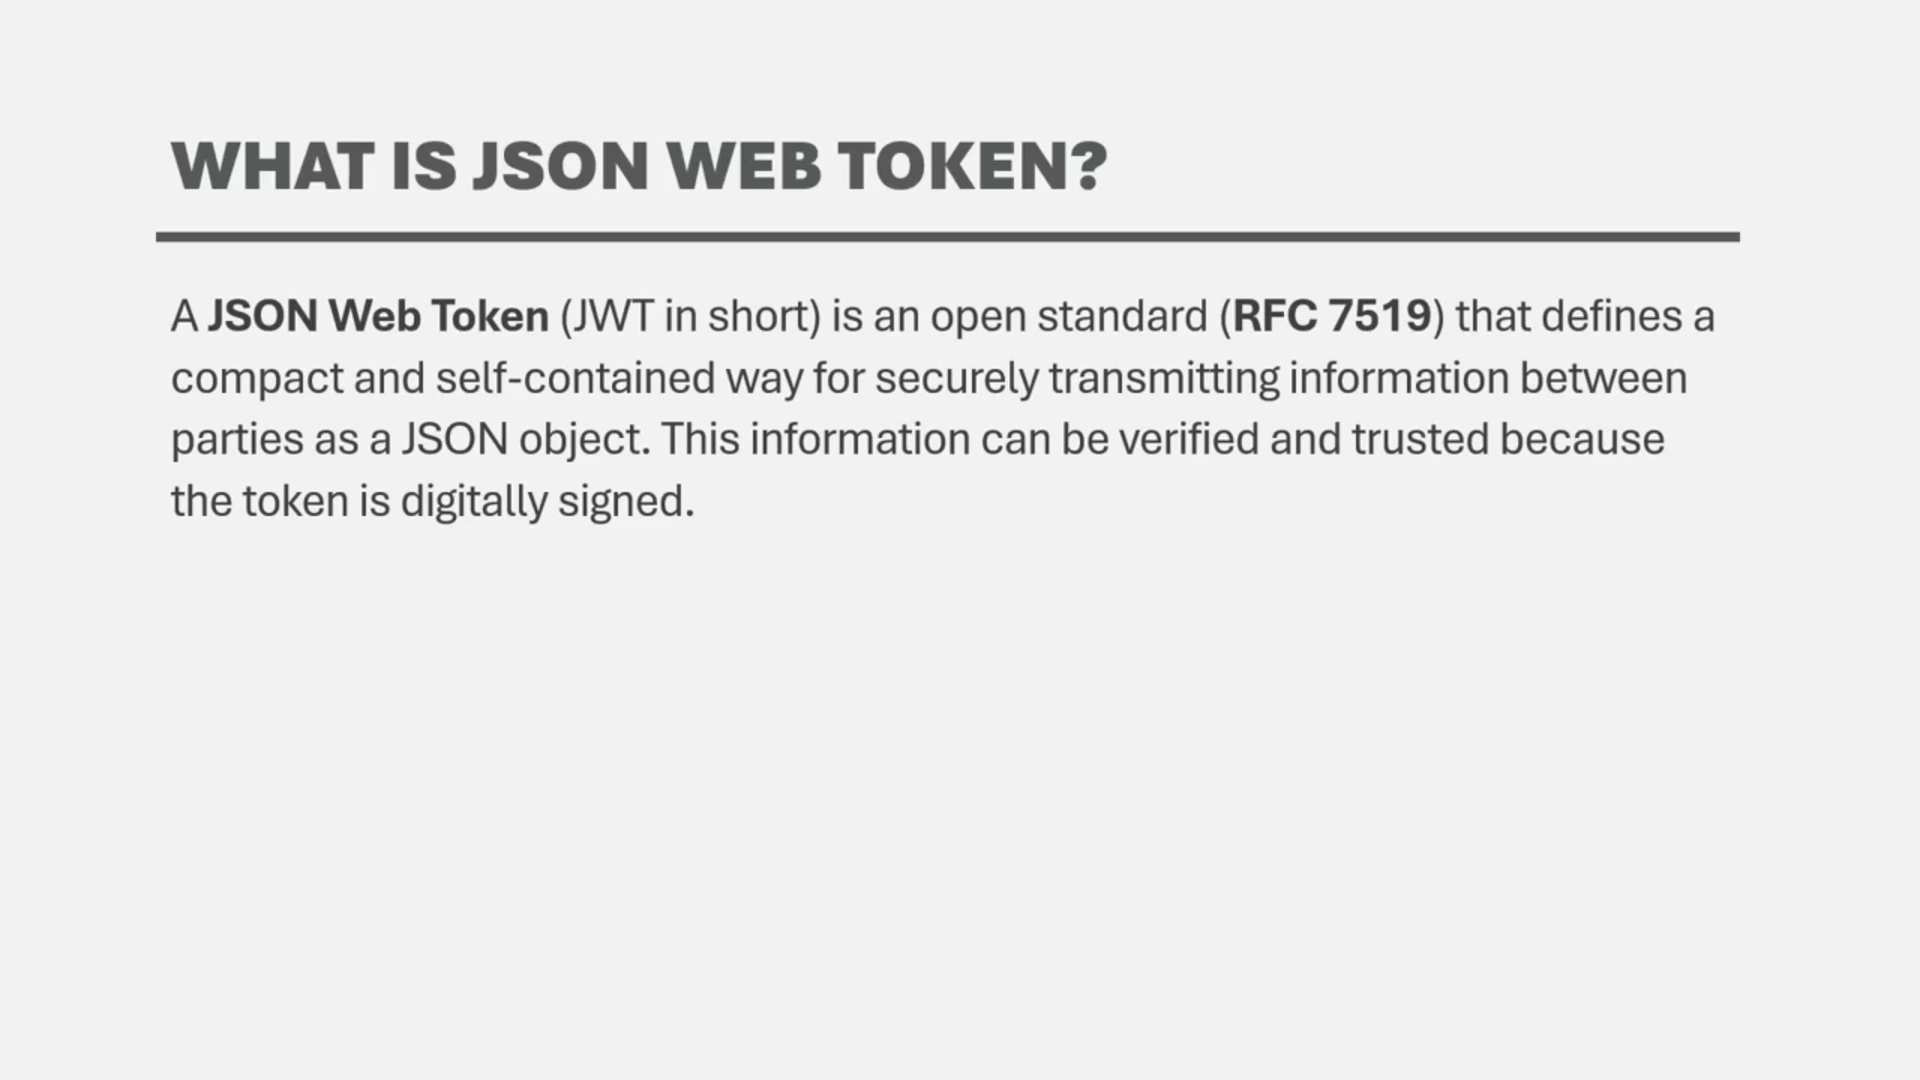 WHAT IS JSON WEB TOKEN?
A JSON Web Token (JWT in short) is an open standard (RFC 7519) that defines a
compact and self-contained way for securely transmitting information between
parties as a JSON object. This information can be verified and trusted because
the token is digitally signed.